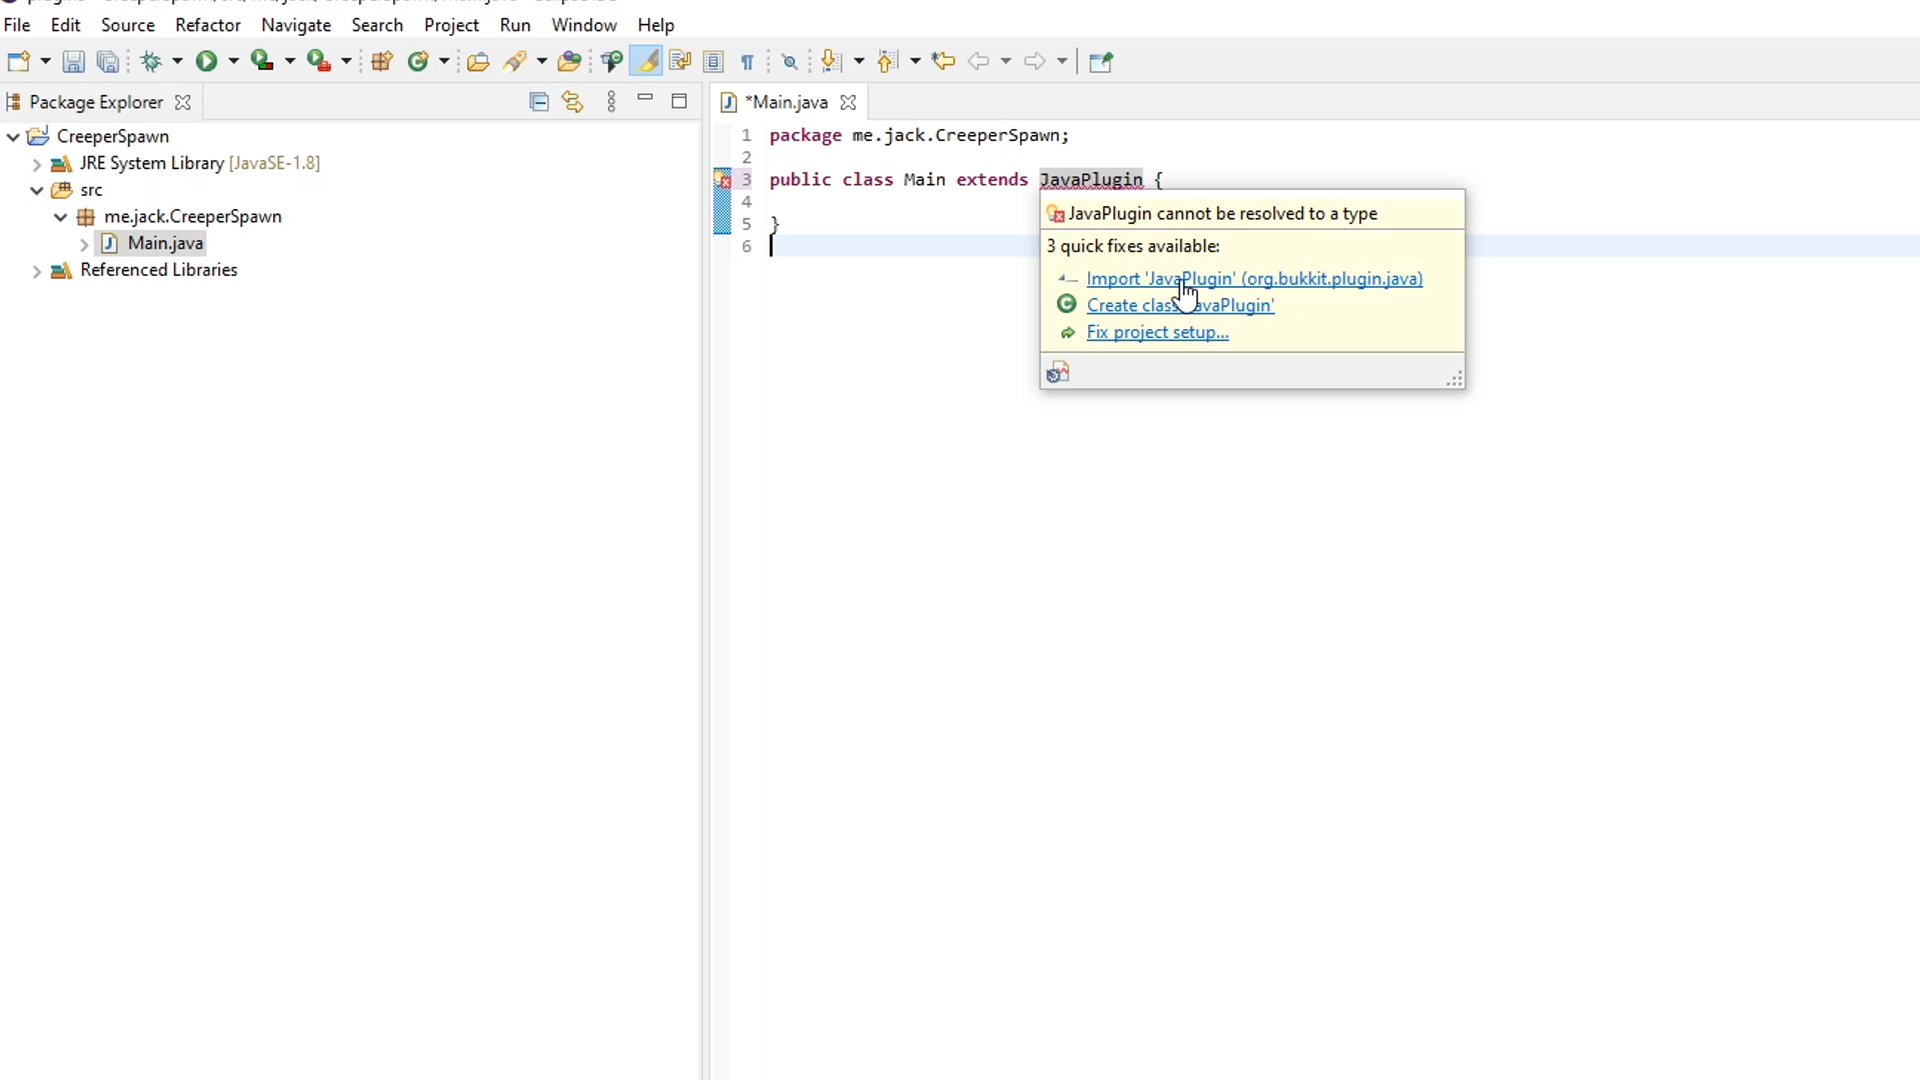 File Edit Source Refactor Navigate Search Project Run Window Help
Package Explorer
*Main.java
CreeperSpawn
JRE System Library [JavaSE-1.8]
src
me.jack.CreeperSpawn
Main.java
Referenced Libraries
1 package me.jack.CreeperSpawn;
2
3 public class Main extends JavaPlugin {
4
5 }
6
JavaPlugin cannot be resolved to a type
3 quick fixes available:
Import 'JavaPlugin' (org.bukkit.plugin.java)
Create class 'JavaPlugin'
Fix project setup...